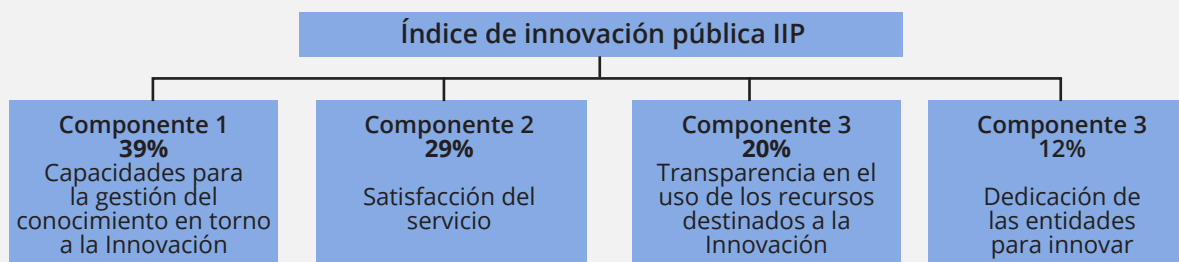 Índice de innovación pública IIP
Componente 1
39%
Capacidades para
la gestión del
conocimiento en torno
a la Innovación
Componente 2
29%
Satisfacción del
servicio
Componente 3
20%
Transparencia en el
uso de los recursos
destinados a la
Innovación
Componente 3
12%
Dedicación de
las entidades
para innovar